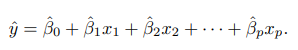 ŷ = β̂₀ + β̂₁x₁ + β̂₂x₂ + ⋯ + β̂ₚxₚ.